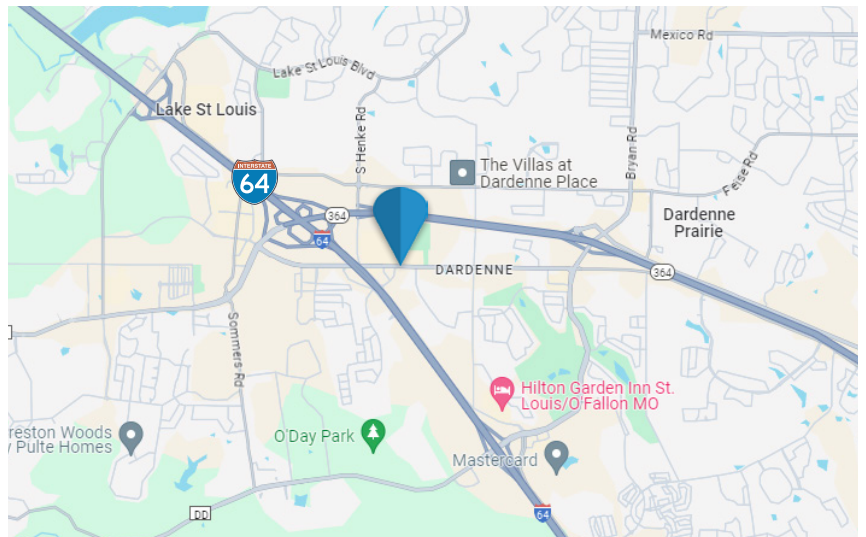 Mexico Rd
Lake St Louis Blvd
Lake St Louis
S Henke Rd
Bryan Rd
Feise Rd
INTERSTATE
64
The Villas at
Dardenne Place
Dardenne
Prairie
364
64
DARDENNE
364
Sommers Rd
Hilton Garden Inn St.
Louis/O'Fallon MO
reston Woods
y Pulte Homes
O'Day Park
Mastercard
DD
64